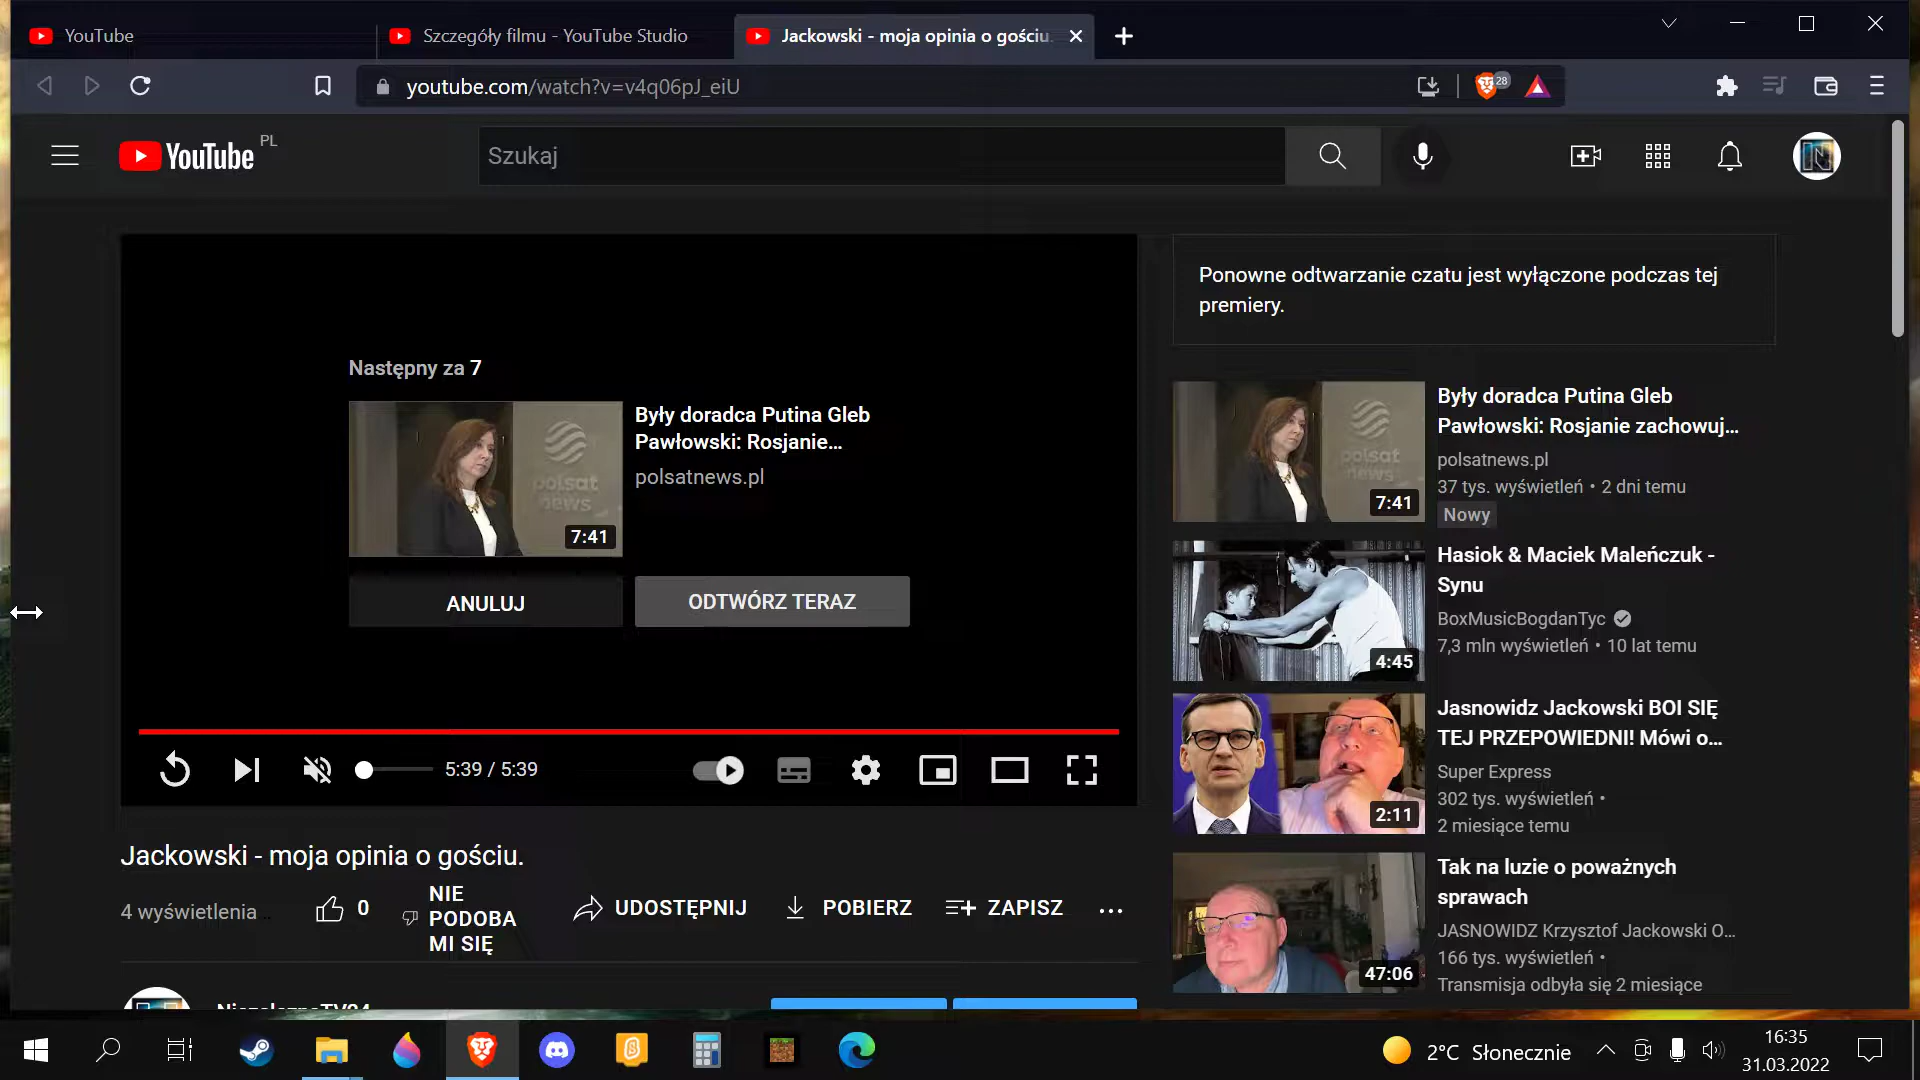 YouTube
Szczegóły filmu - YouTube Studio
Jackowski - moja opinia o gościu.
youtube.com/watch?v=v4q06pJ_eiU
28
YouTube PL
Szukaj
Ponowne odtwarzanie czatu jest wyłączone podczas tej
premiery.
Następny za 7
Były doradca Putina Gleb
Pawłowski: Rosjanie...
polsatnews.pl
polsat
news
7:41
ANULUJ
ODTWÓRZ TERAZ
5:39 / 5:39
Jackowski - moja opinia o gościu.
4 wyświetlenia
0
NIE
PODOBA
MI SIĘ
UDOSTĘPNIJ
POBIERZ
ZAPISZ
polsat
news
7:41
Były doradca Putina Gleb
Pawłowski: Rosjanie zachowuj...
polsatnews.pl
37 tys. wyświetleń • 2 dni temu
Nowy
4:45
Hasiok & Maciek Maleńczuk -
Synu
BoxMusicBogdanTyc
7,3 mln wyświetleń • 10 lat temu
2:11
Jasnowidz Jackowski BOI SIĘ
TEJ PRZEPOWIEDNI! Mówi o...
Super Express
302 tys. wyświetleń •
2 miesiące temu
47:06
Tak na luzie o poważnych
sprawach
JASNOWIDZ Krzysztof Jackowski O...
166 tys. wyświetleń •
Transmisja odbyła się 2 miesiące
2°C Słonecznie
16:35
31.03.2022